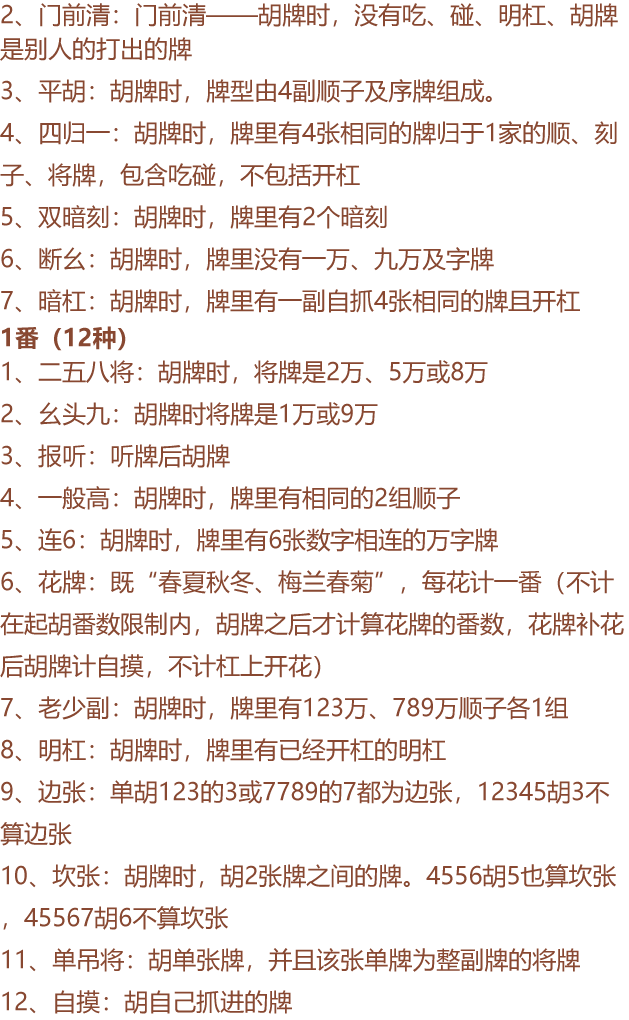 2、门前清：门前清——胡牌时，没有吃、碰、明杠、胡牌
是别人的打出的牌
3、平胡：胡牌时，牌型由4副顺子及序牌组成。
4、四归一：胡牌时，牌里有4张相同的牌归于1家的顺、刻
子、将牌，包含吃碰，不包括开杠
5、双暗刻：胡牌时，牌里有2个暗刻
6、断幺：胡牌时，牌里没有一万、九万及字牌
7、暗杠：胡牌时，牌里有一副自抓4张相同的牌且开杠
1番（12种）
1、二五八将：胡牌时，将牌是2万、5万或8万
2、幺头九：胡牌时将牌是1万或9万
3、报听：听牌后胡牌
4、一般高：胡牌时，牌里有相同的2组顺子
5、连6：胡牌时，牌里有6张数字相连的万字牌
6、花牌：既“春夏秋冬、梅兰春菊”，每花计一番（不计
在起胡番数限制内，胡牌之后才计算花牌的番数，花牌补花
后胡牌计自摸，不计杠上开花）
7、老少副：胡牌时，牌里有123万、789万顺子各1组
8、明杠：胡牌时，牌里有已经开杠的明杠
9、边张：单胡123的3或7789的7都为边张，12345胡3不
算边张
10、坎张：胡牌时，胡2张牌之间的牌。4556胡5也算坎张
，45567胡6不算坎张
11、单吊将：胡单张牌，并且该张单牌为整副牌的将牌
12、自摸：胡自己抓进的牌